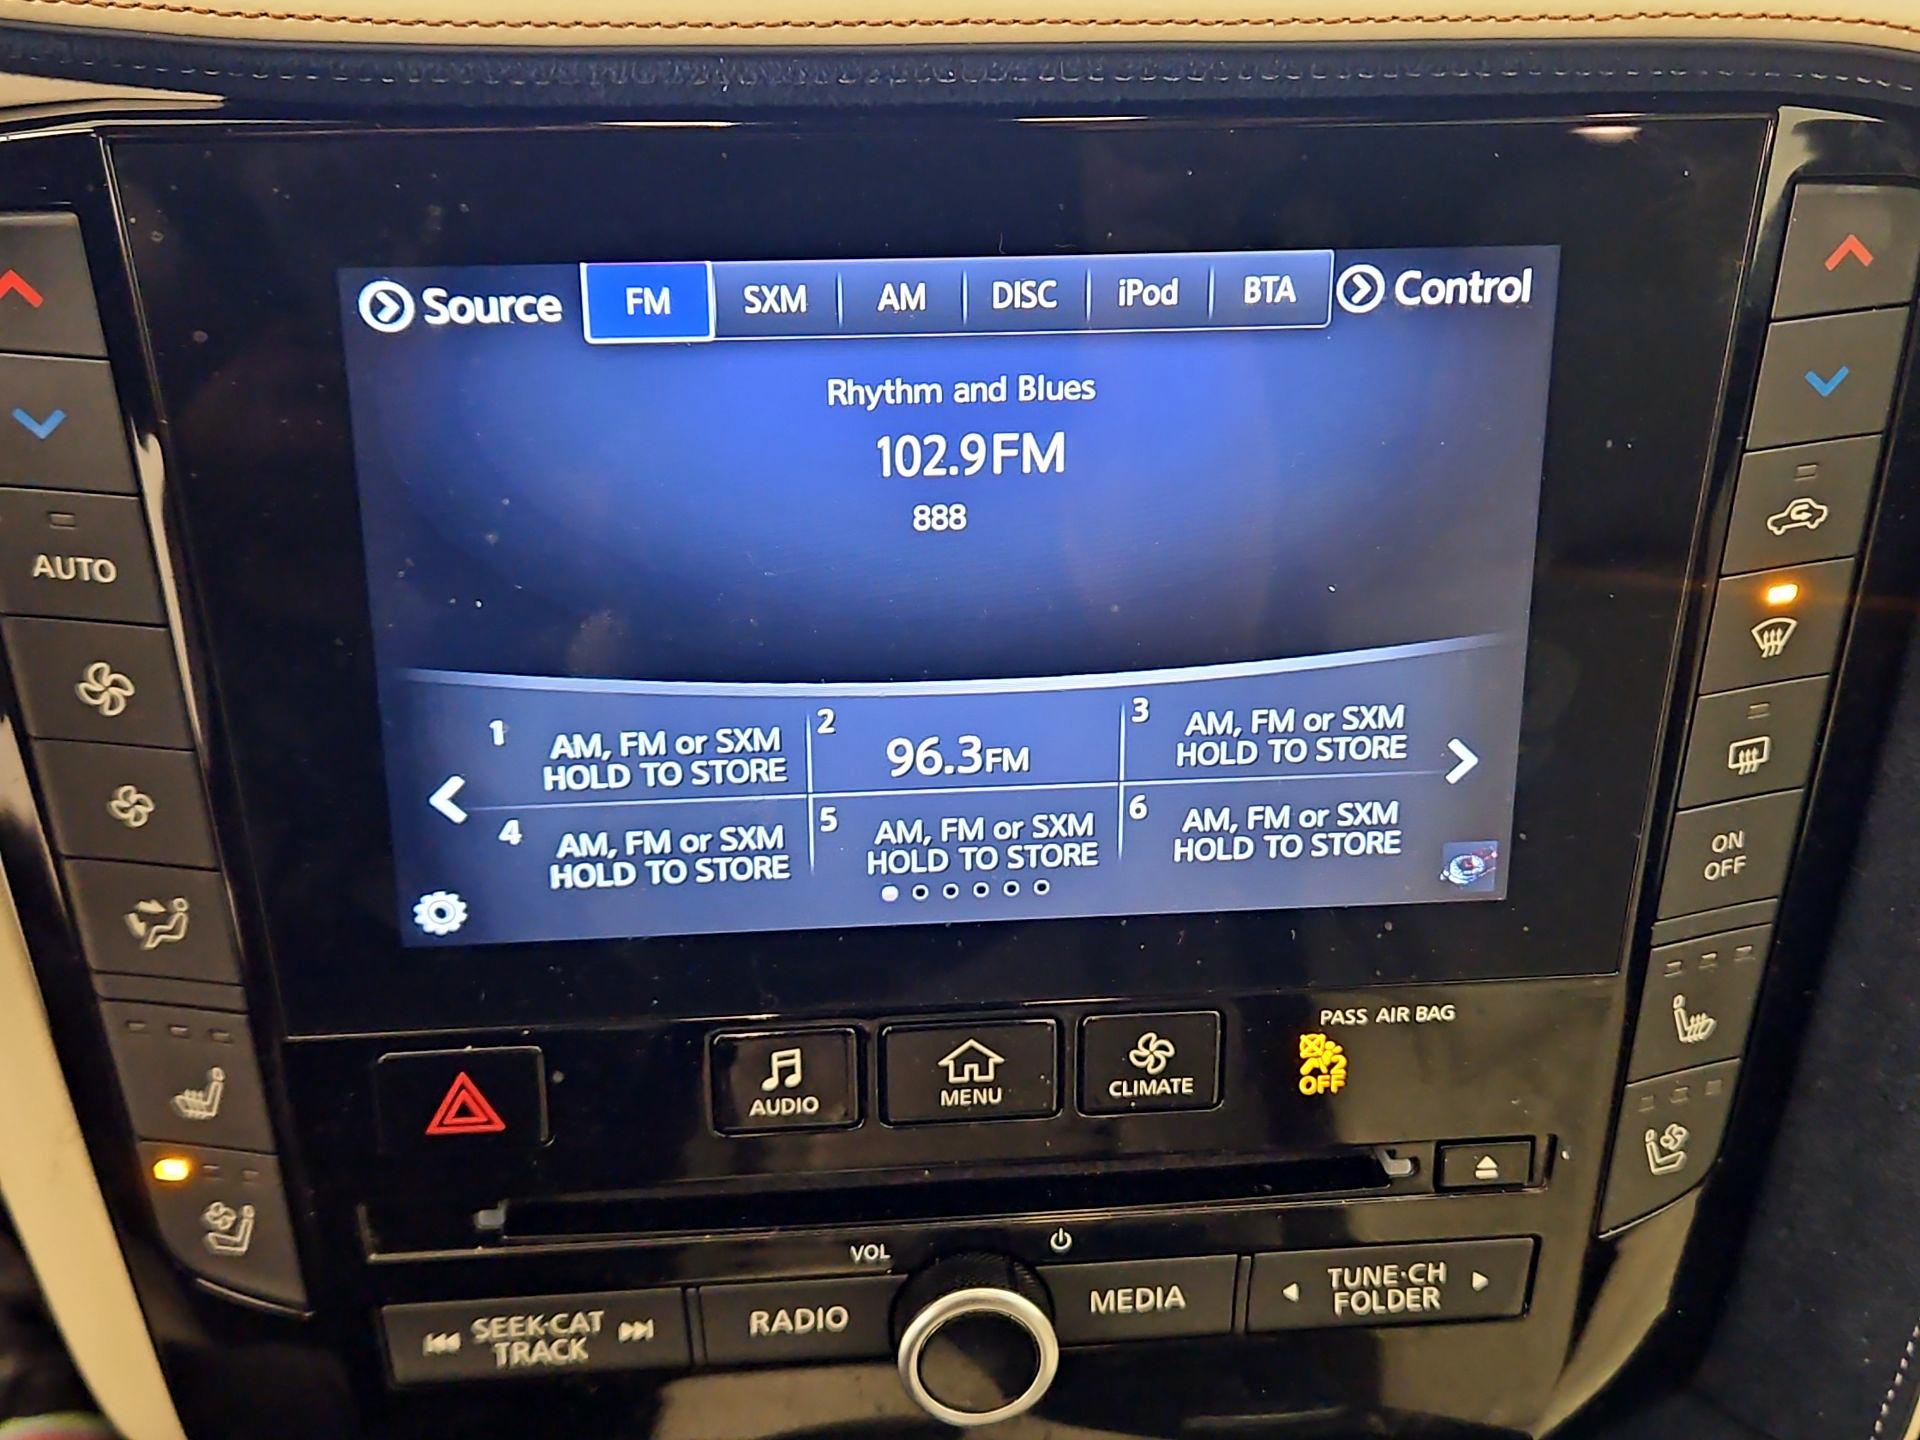 Source
FM
SXM
AM
DISC
iPod
BTA
Control
Rhythm and Blues
102.9FM
888
1
AM, FM or SXM
HOLD TO STORE
2
96.3FM
3
AM, FM or SXM
HOLD TO STORE
4
AM, FM or SXM
HOLD TO STORE
5
AM, FM or SXM
HOLD TO STORE
6
AM, FM or SXM
HOLD TO STORE
AUTO
ON
OFF
PASS AIR BAG
2
OFF
AUDIO
MENU
CLIMATE
VOL
SEEK·CAT
TRACK
RADIO
MEDIA
TUNE·CH
FOLDER